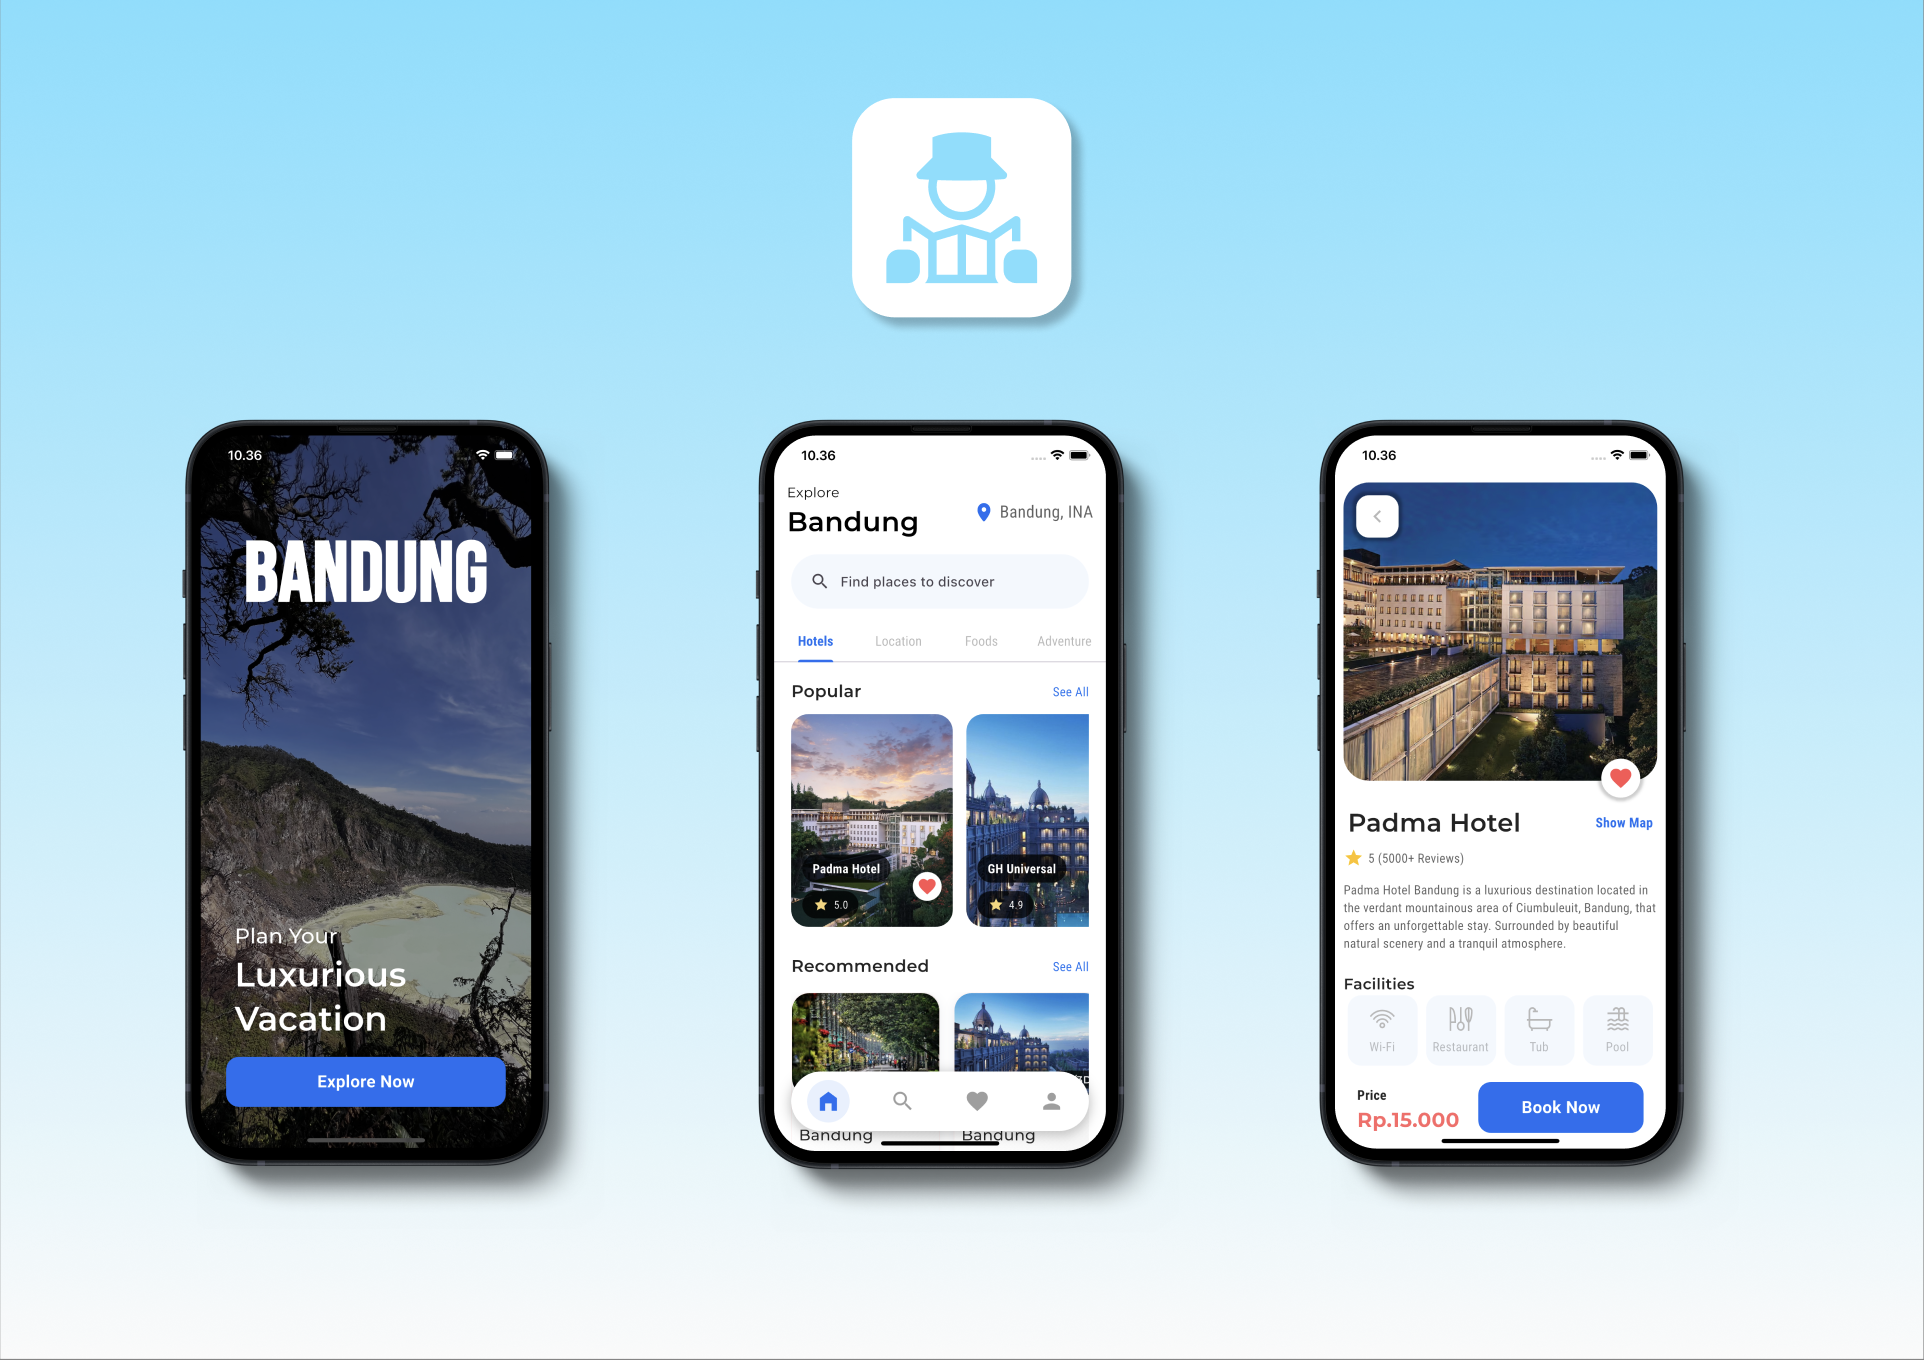 10.36
BANDUNG
Plan Your
Luxurious
Vacation
Explore Now
10.36
Explore
Bandung
Bandung, INA
Find places to discover
Hotels Location Foods Adventure
Popular See All
Padma Hotel
5.0
GH Universal
4.9
Recommended See All
Bandung Bandung
10.36
Padma Hotel
Show Map
5 (5000+ Reviews)
Padma Hotel Bandung is a luxurious destination located in
the verdant mountainous area of Ciumbuleuit, Bandung, that
offers an unforgettable stay. Surrounded by beautiful
natural scenery and a tranquil atmosphere.
Facilities
Wi-Fi Restaurant Tub Pool
Price
Rp.15.000
Book Now